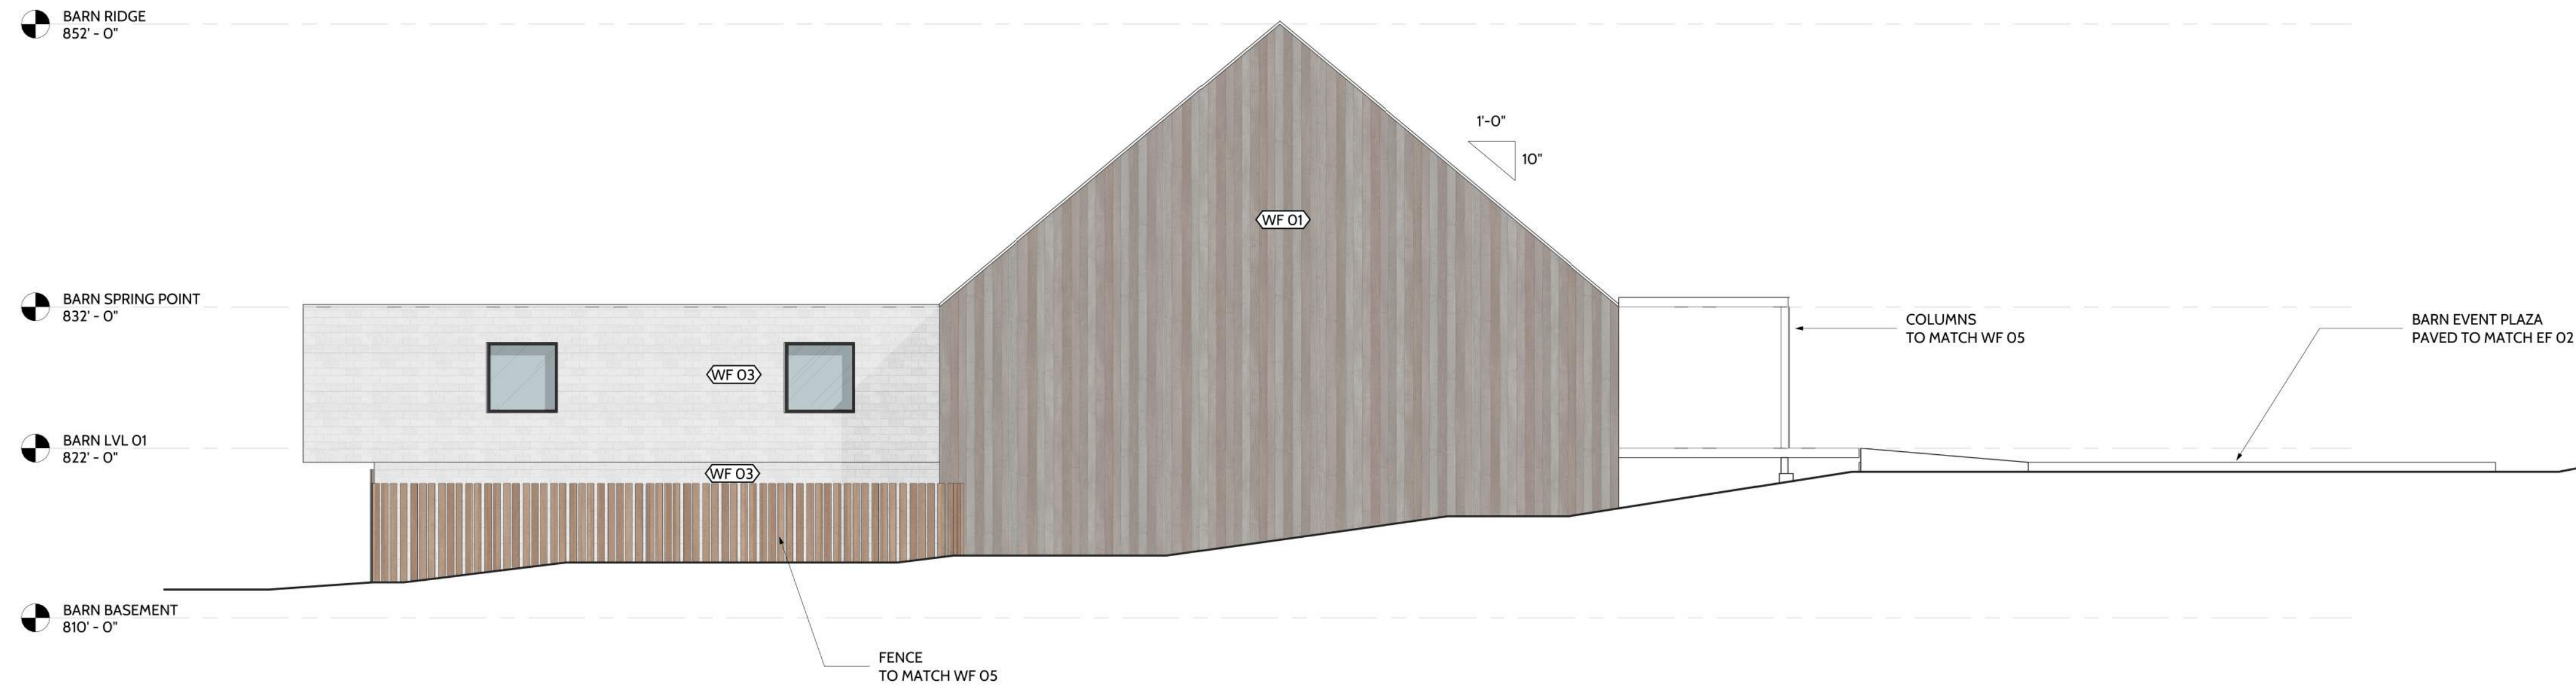 BARN RIDGE
852' - 0"
1'-0"
10"
WF 01
BARN SPRING POINT
832' - 0"
COLUMNS
TO MATCH WF 05
BARN EVENT PLAZA
PAVED TO MATCH EF 02
WF 03
BARN LVL 01
822' - 0"
WF 03
BARN BASEMENT
810' - 0"
FENCE
TO MATCH WF 05